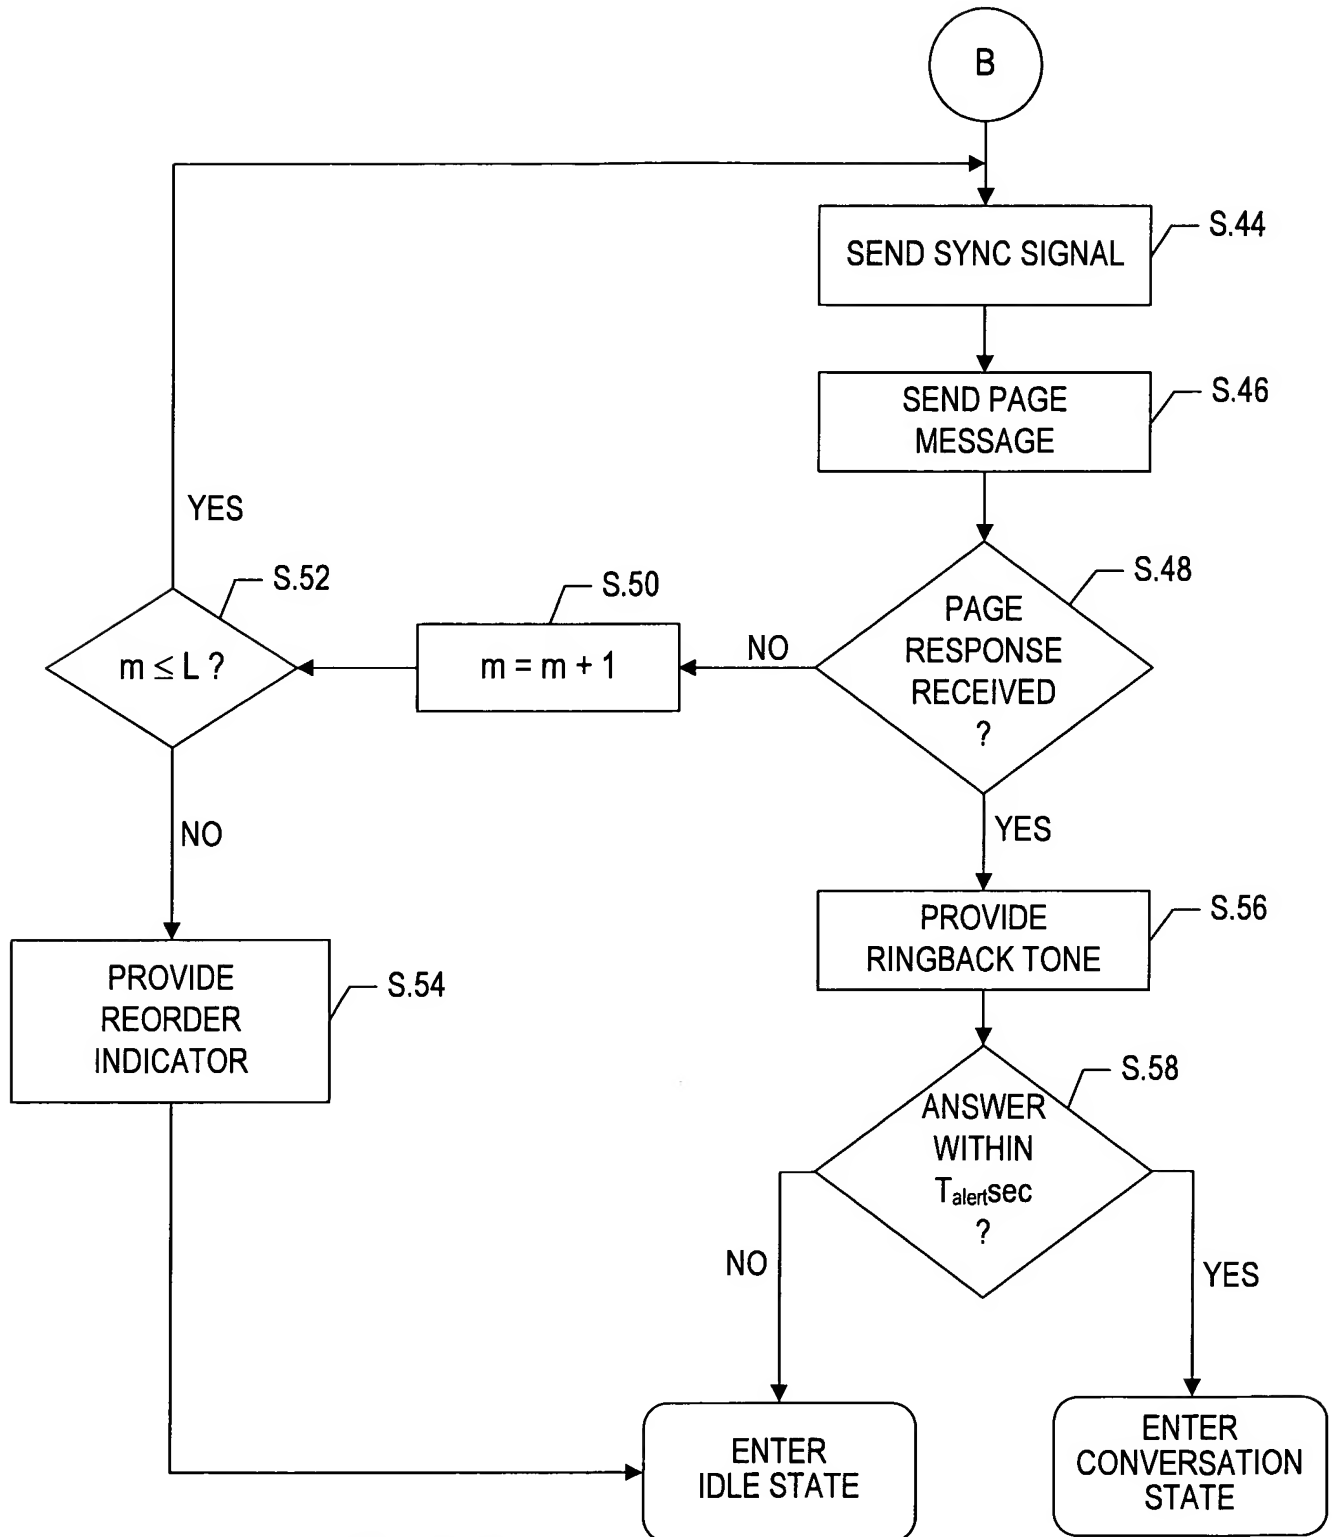 B
SEND SYNC SIGNAL
S.44
SEND PAGE
MESSAGE
S.46
PAGE
RESPONSE
RECEIVED
?
S.48
NO
m = m + 1
S.50
m ≤ L ?
S.52
YES
NO
PROVIDE
REORDER
INDICATOR
S.54
YES
PROVIDE
RINGBACK TONE
S.56
ANSWER
WITHIN
Talertsec
?
S.58
NO
YES
ENTER
IDLE STATE
ENTER
CONVERSATION
STATE